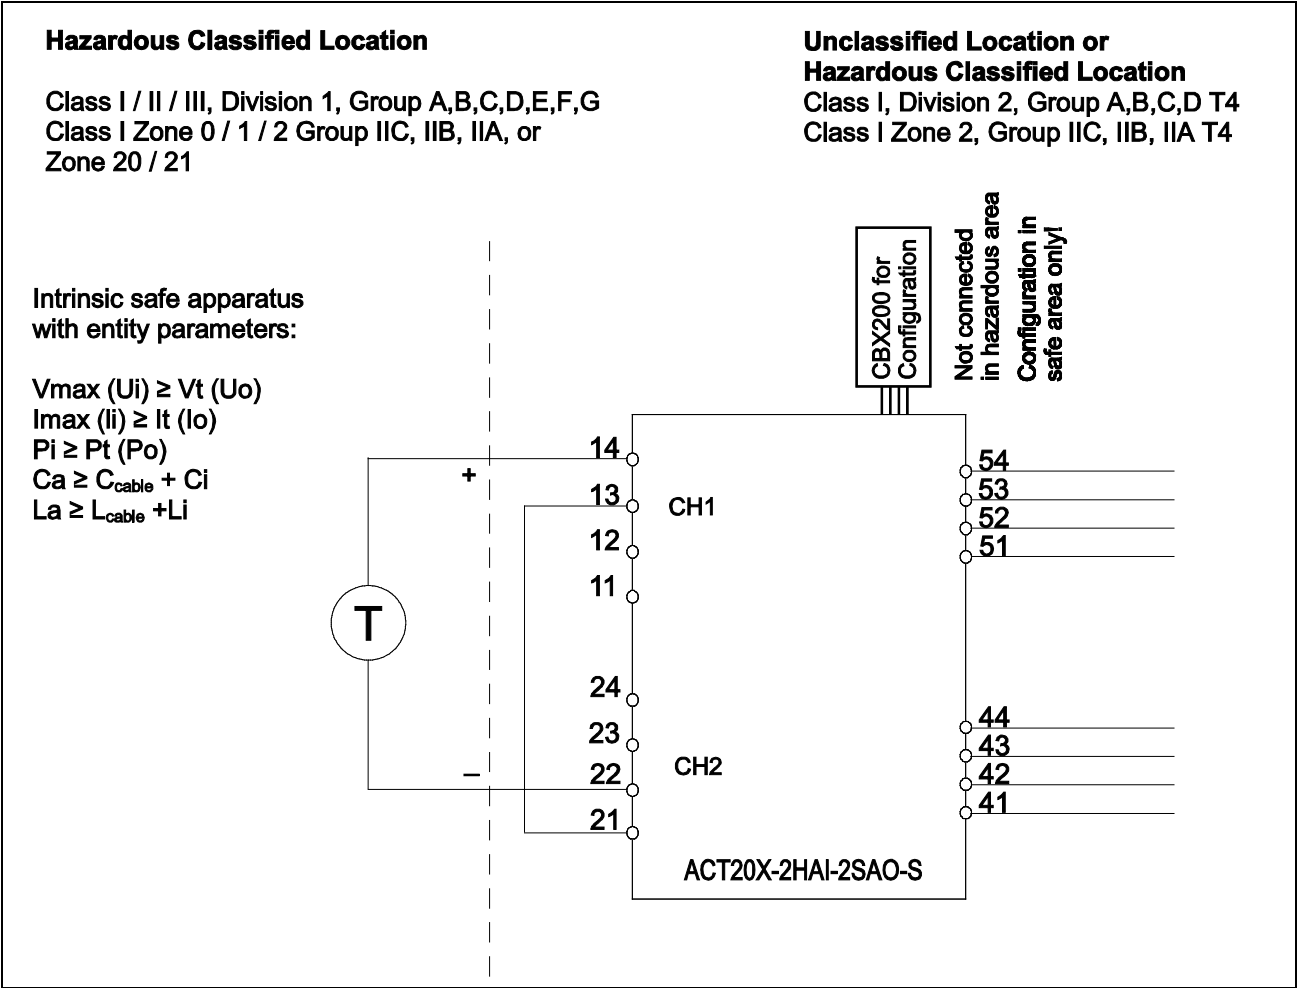 Hazardous Classified Location
Class I / II / III, Division 1, Group A,B,C,D,E,F,G
Class I Zone 0 / 1 / 2 Group IIC, IIB, IIA, or
Zone 20 / 21
Unclassified Location or
Hazardous Classified Location
Class I, Division 2, Group A,B,C,D T4
Class I Zone 2, Group IIC, IIB, IIA T4
Intrinsic safe apparatus
with entity parameters:
Vmax (Ui) ≥ Vt (Uo)
Imax (Ii) ≥ It (Io)
Pi ≥ Pt (Po)
Ca ≥ Ccable + Ci
La ≥ Lcable +Li
CBX200 for
Configuration
Not connected
in hazardous area
Configuration in
safe area only!
T
+
–
14
13
12
11
24
23
22
21
CH1
CH2
54
53
52
51
44
43
42
41
ACT20X-2HAI-2SAO-S